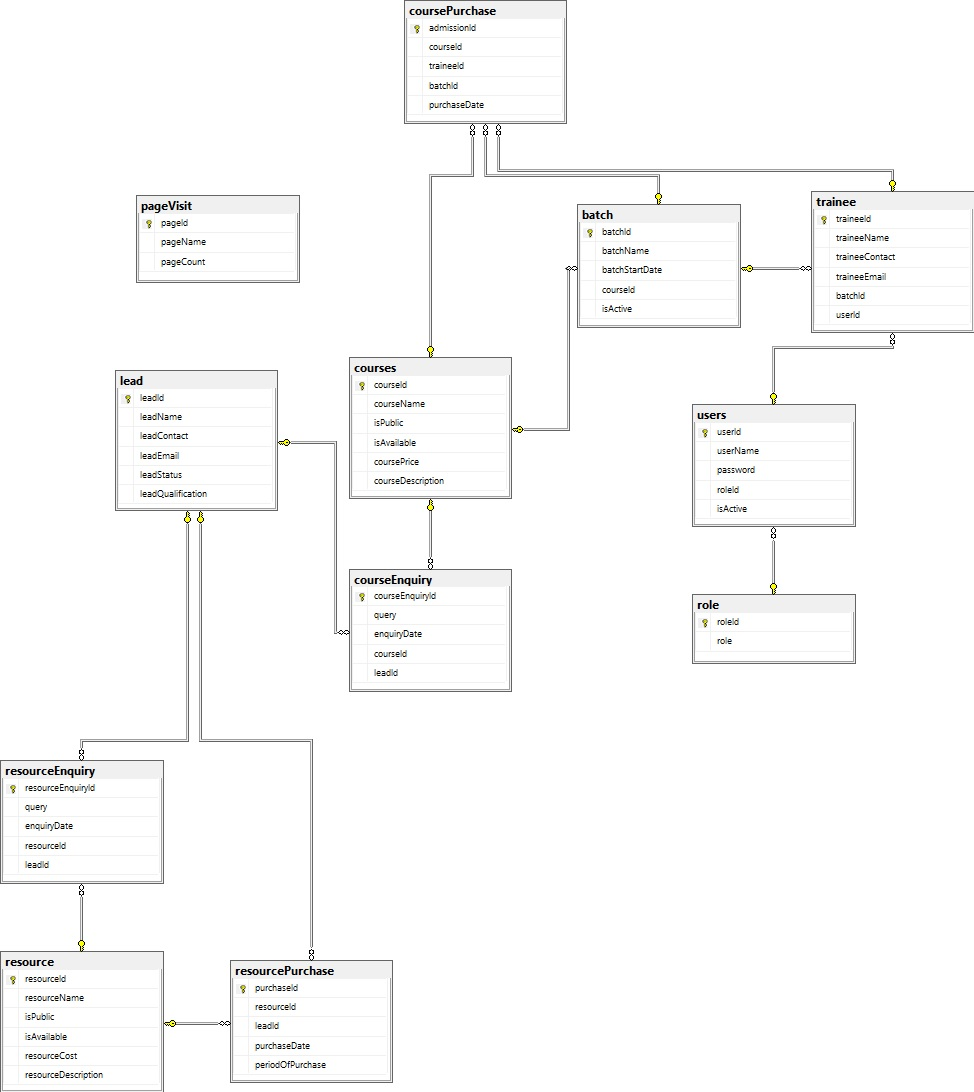 coursePurchase
admissionId
courseId
traineeId
batchId
purchaseDate
pageVisit
pageId
pageName
pageCount
batch
batchId
batchName
batchStartDate
courseId
isActive
trainee
traineeId
traineeName
traineeContact
traineeEmail
batchId
userId
lead
leadId
leadName
leadContact
leadEmail
leadStatus
leadQualification
courses
courseId
courseName
isPublic
isAvailable
coursePrice
courseDescription
users
userId
userName
password
roleId
isActive
courseEnquiry
courseEnquiryId
query
enquiryDate
courseId
leadId
role
roleId
role
resourceEnquiry
resourceEnquiryId
query
enquiryDate
resourceId
leadId
resource
resourceId
resourceName
isPublic
isAvailable
resourceCost
resourceDescription
resourcePurchase
purchaseId
resourceId
leadId
purchaseDate
periodOfPurchase